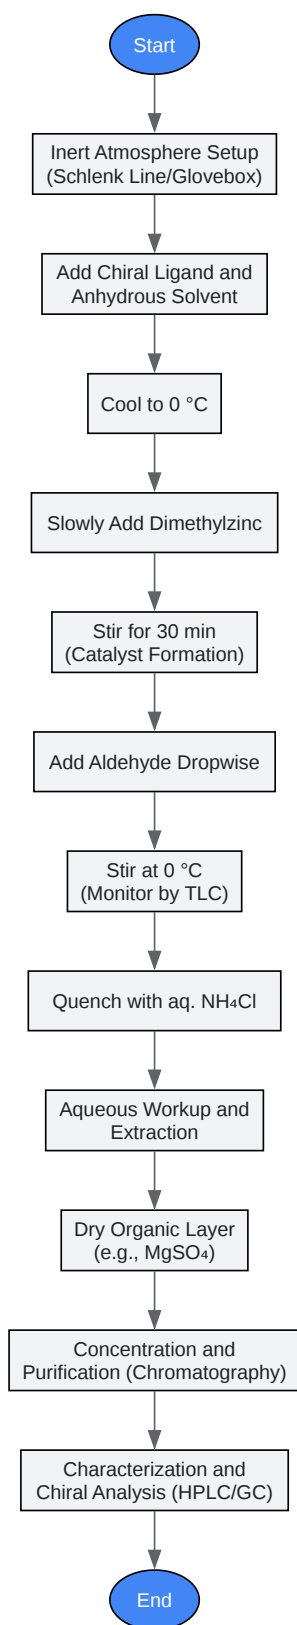 Start
Inert Atmosphere Setup
(Schlenk Line/Glovebox)
Add Chiral Ligand and
Anhydrous Solvent
Cool to 0 °C
Slowly Add Dimethylzinc
Stir for 30 min
(Catalyst Formation)
Add Aldehyde Dropwise
Stir at 0 °C
(Monitor by TLC)
Quench with aq. NH₄Cl
Aqueous Workup and
Extraction
Dry Organic Layer
(e.g., MgSO₄)
Concentration and
Purification (Chromatography)
Characterization and
Chiral Analysis (HPLC/GC)
End